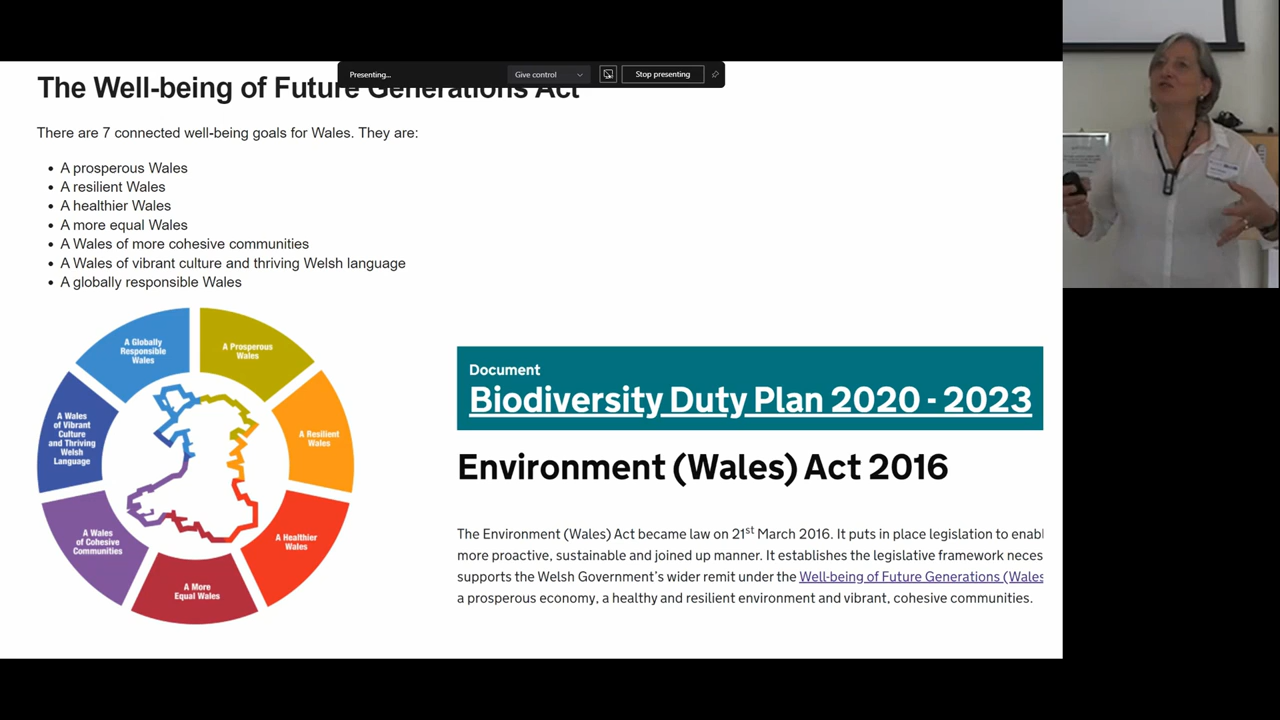 Presenting...
Give control
Stop presenting
The Well-being of Future Generations Act
There are 7 connected well-being goals for Wales. They are:
A prosperous Wales
A resilient Wales
A healthier Wales
A more equal Wales
A Wales of more cohesive communities
A Wales of vibrant culture and thriving Welsh language
A globally responsible Wales
A Globally
Responsible
Wales
A Prosperous
Wales
A Resilient
Wales
A Healthier
Wales
A More
Equal Wales
A Wales of
Cohesive
Communities
A Wales
of Vibrant
Culture
and Thriving
Welsh
Language
Document
Biodiversity Duty Plan 2020 - 2023
Environment (Wales) Act 2016
The Environment (Wales) Act became law on 21st March 2016. It puts in place legislation to enabl
more proactive, sustainable and joined up manner. It establishes the legislative framework neces
supports the Welsh Government's wider remit under the Well-being of Future Generations (Wales
a prosperous economy, a healthy and resilient environment and vibrant, cohesive communities.